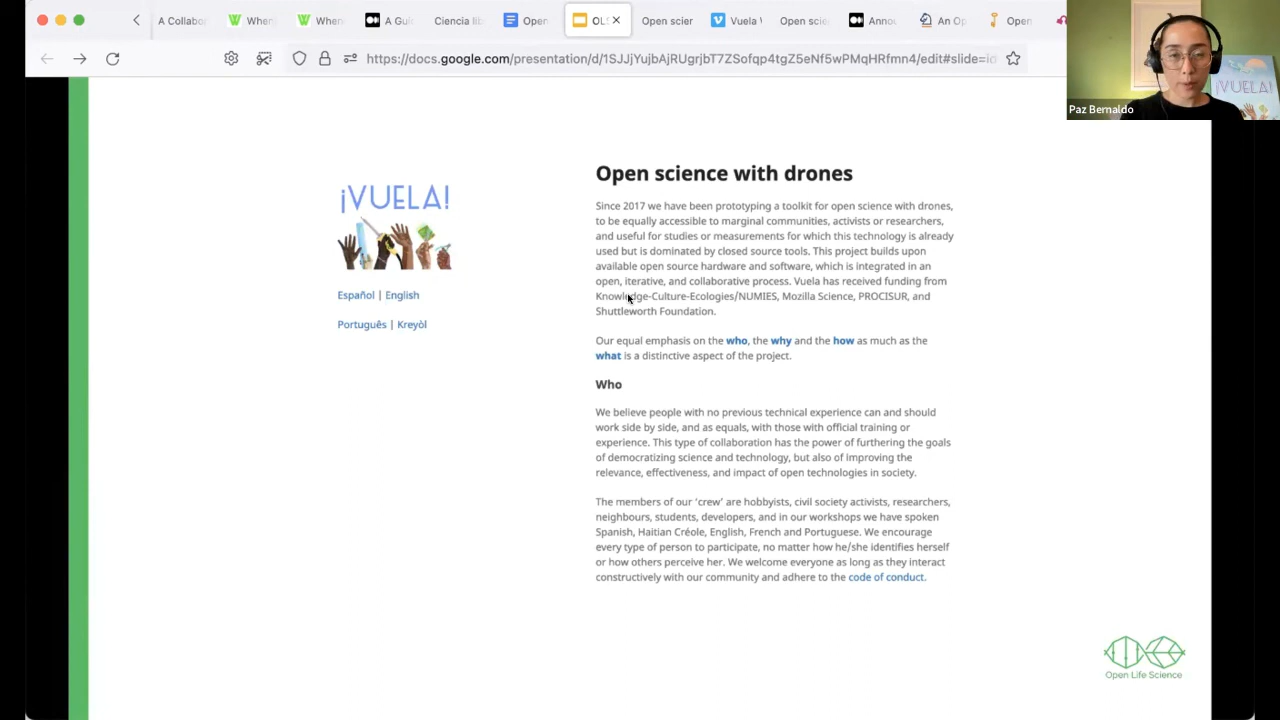 A Collabo
When
When
A Gui
Ciencia lib
Open
OL
Open scier
Vuela
Open scie
Annou
An Op
Open
https://docs.google.com/presentation/d/1SJJjYujbAjRUgrjbT7ZSofqp4tgZ5eNf5wPMqHRfmn4/edit#slide=id
¡VUELA!
Paz Bernaldo
¡VUELA!
Español | English
Português | Kreyòl
Open science with drones
Since 2017 we have been prototyping a toolkit for open science with drones,
to be equally accessible to marginal communities, activists or researchers,
and useful for studies or measurements for which this technology is already
used but is dominated by closed source tools. This project builds upon
available open source hardware and software, which is integrated in an
open, iterative, and collaborative process. Vuela has received funding from
Knowledge-Culture-Ecologies/NUMIES, Mozilla Science, PROCISUR, and
Shuttleworth Foundation.
Our equal emphasis on the who, the why and the how as much as the
what is a distinctive aspect of the project.
Who
We believe people with no previous technical experience can and should
work side by side, and as equals, with those with official training or
experience. This type of collaboration has the power of furthering the goals
of democratizing science and technology, but also of improving the
relevance, effectiveness, and impact of open technologies in society.
The members of our ‘crew’ are hobbyists, civil society activists, researchers,
neighbours, students, developers, and in our workshops we have spoken
Spanish, Haitian Créole, English, French and Portuguese. We encourage
every type of person to participate, no matter how he/she identifies herself
or how others perceive her. We welcome everyone as long as they interact
constructively with our community and adhere to the code of conduct.
Open Life Science